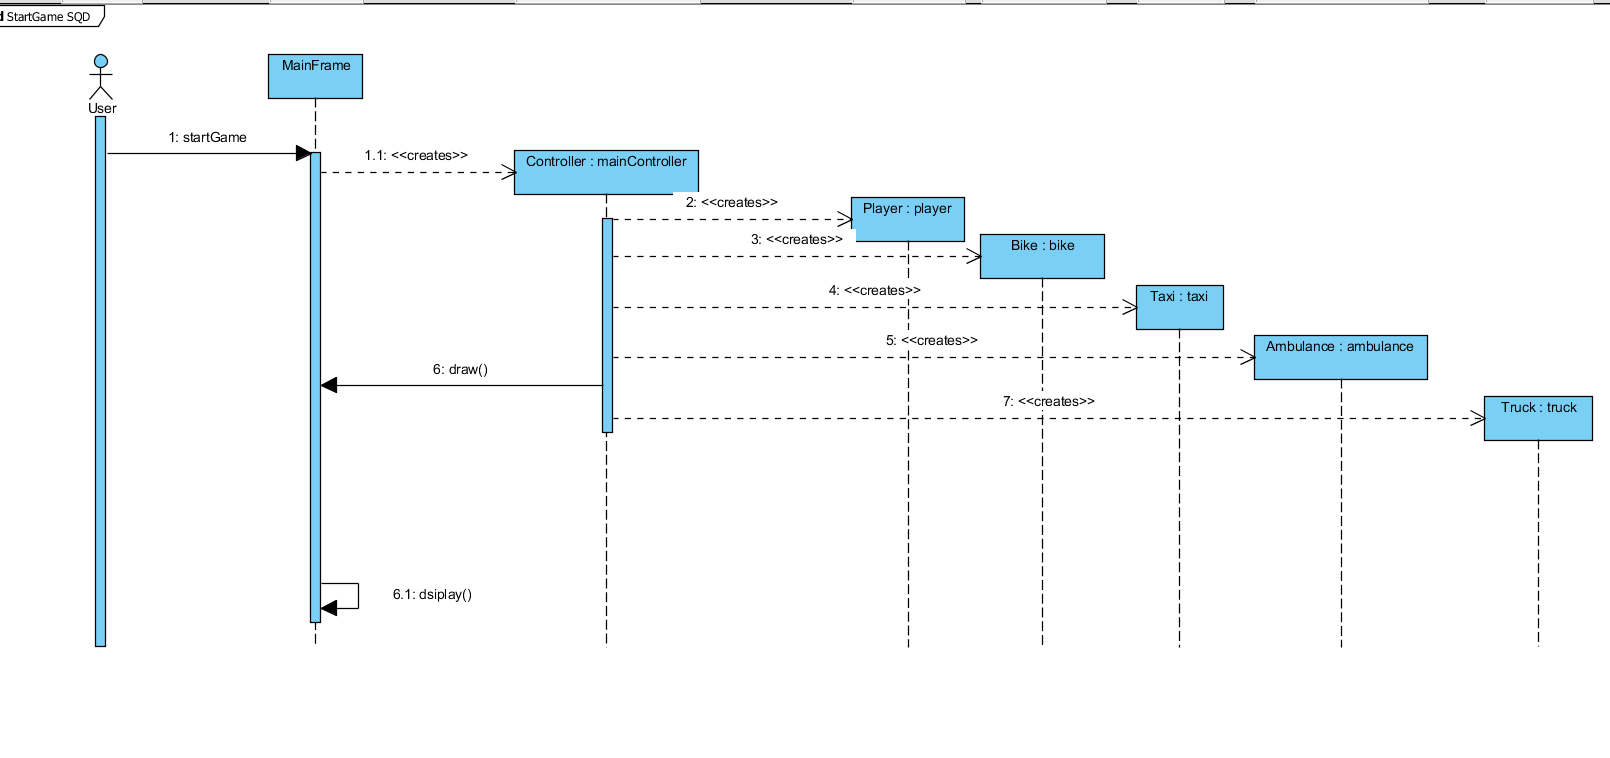 d StartGame SQD
MainFrame
User
1: startGame
1.1: <<creates>>
Controller : mainController
2: <<creates>>
Player : player
3: <<creates>>
Bike : bike
4: <<creates>>
Taxi : taxi
5: <<creates>>
Ambulance : ambulance
6: draw()
7: <<creates>>
Truck : truck
6.1: dsiplay()